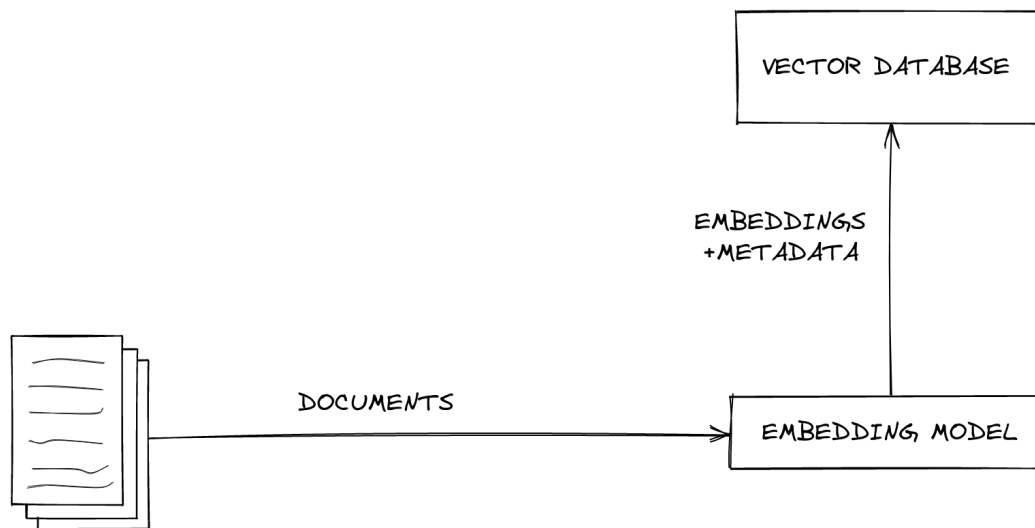 VECTOR DATABASE
EMBEDDINGS
+METADATA
DOCUMENTS
EMBEDDING MODEL